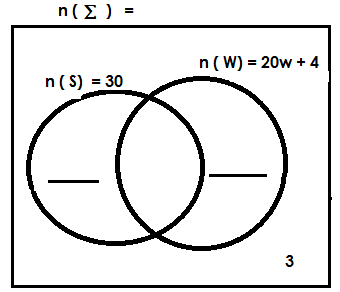 n ( Σ ) =
n ( W) = 20w + 4
n ( S) = 30
3